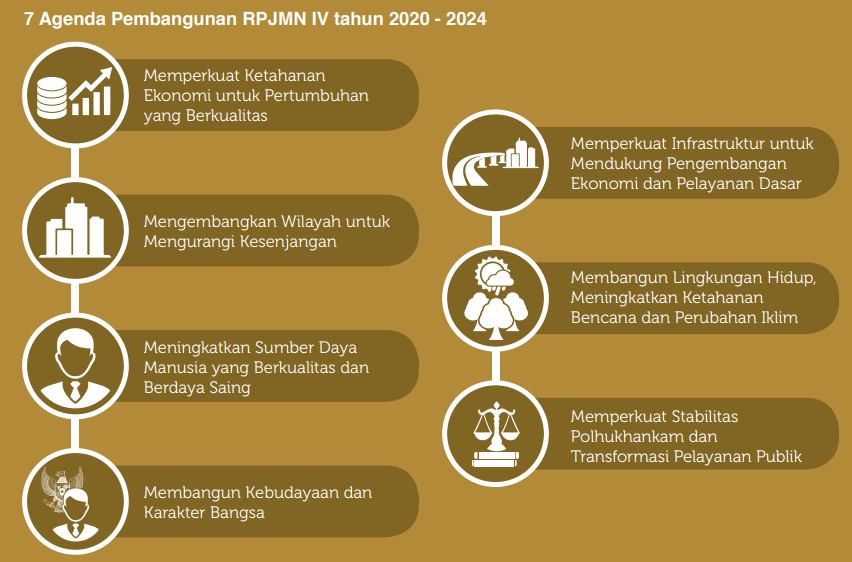 7 Agenda Pembangunan RPJMN IV tahun 2020 - 2024
Memperkuat Ketahanan
Ekonomi untuk Pertumbuhan
yang Berkualitas
Mengembangkan Wilayah untuk
Mengurangi Kesenjangan
Meningkatkan Sumber Daya
Manusia yang Berkualitas dan
Berdaya Saing
Membangun Kebudayaan dan
Karakter Bangsa
Memperkuat Infrastruktur untuk
Mendukung Pengembangan
Ekonomi dan Pelayanan Dasar
Membangun Lingkungan Hidup,
Meningkatkan Ketahanan
Bencana dan Perubahan Iklim
Memperkuat Stabilitas
Polhukhankam dan
Transformasi Pelayanan Publik